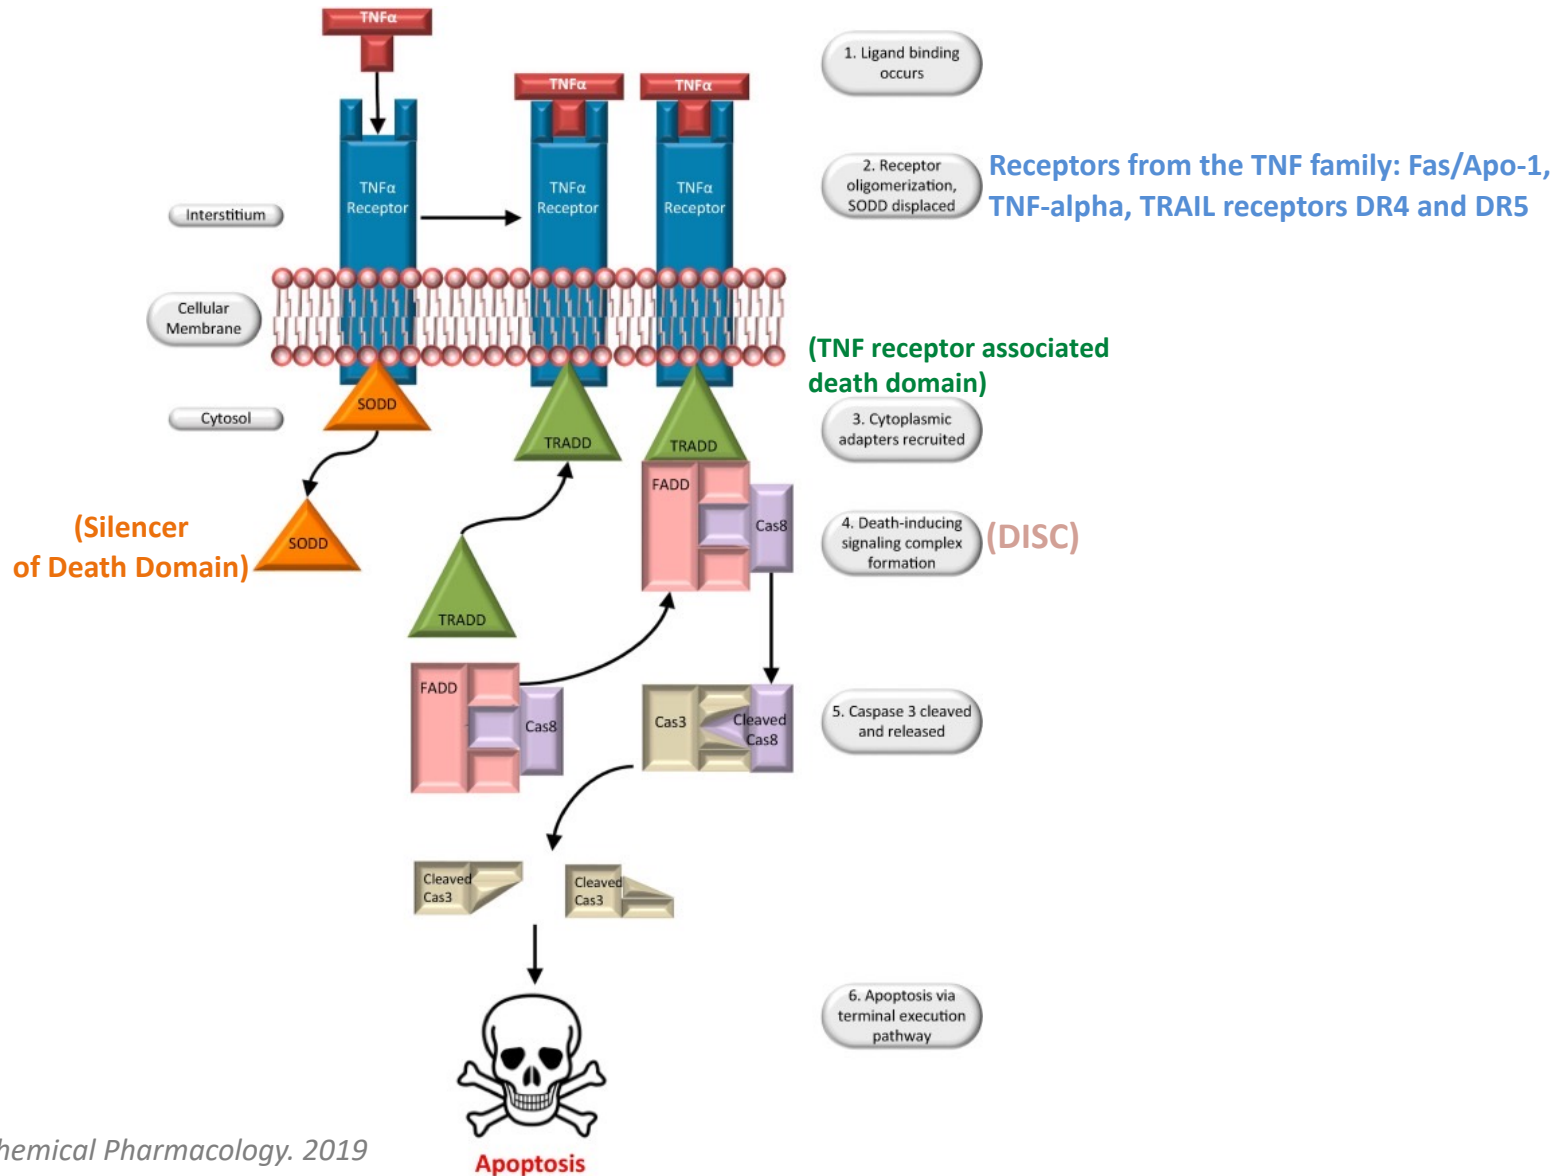 TNFα
TNFα
TNFα
1. Ligand binding
occurs
TNFα
Receptor
TNFα
Receptor
TNFα
Receptor
2. Receptor
oligomerization,
SODD displaced
Receptors from the TNF family: Fas/Apo-1,
TNF-alpha, TRAIL receptors DR4 and DR5
Interstitium
Cellular
Membrane
(TNF receptor associated
death domain)
Cytosol
SODD
TRADD
TRADD
3. Cytoplasmic
adapters recruited
FADD
Cas8
(Silencer
of Death Domain)
SODD
4. Death-inducing
signaling complex
formation
(DISC)
TRADD
FADD
Cas8
Cas3
Cleaved
Cas8
5. Caspase 3 cleaved
and released
Cleaved
Cas3
Cleaved
Cas3
6. Apoptosis via
terminal execution
pathway
Apoptosis
hemical Pharmacology. 2019